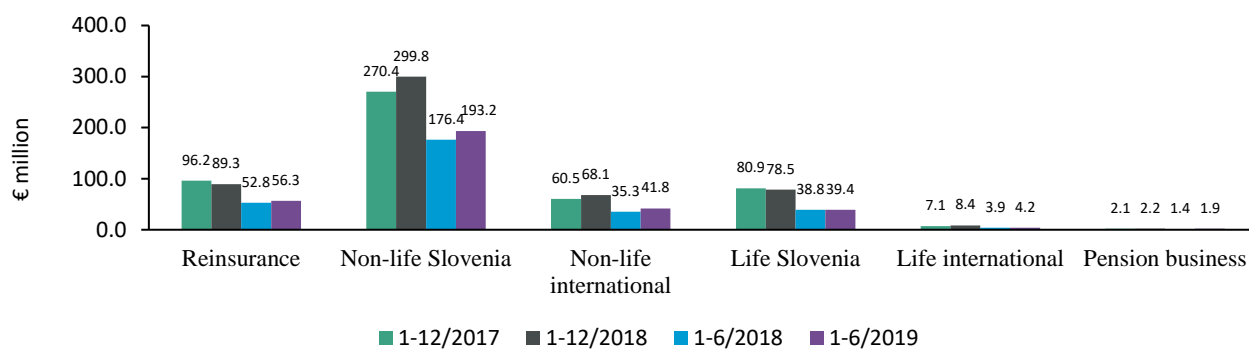 400.0
300.0
200.0
100.0
0.0
€ million
96.2 89.3 52.8 56.3
270.4 299.8 176.4 193.2
60.5 68.1 35.3 41.8
80.9 78.5 38.8 39.4
7.1 8.4 3.9 4.2
2.1 2.2 1.4 1.9
Reinsurance
Non-life Slovenia
Non-life
international
Life Slovenia
Life international
Pension business
1-12/2017 1-12/2018 1-6/2018 1-6/2019